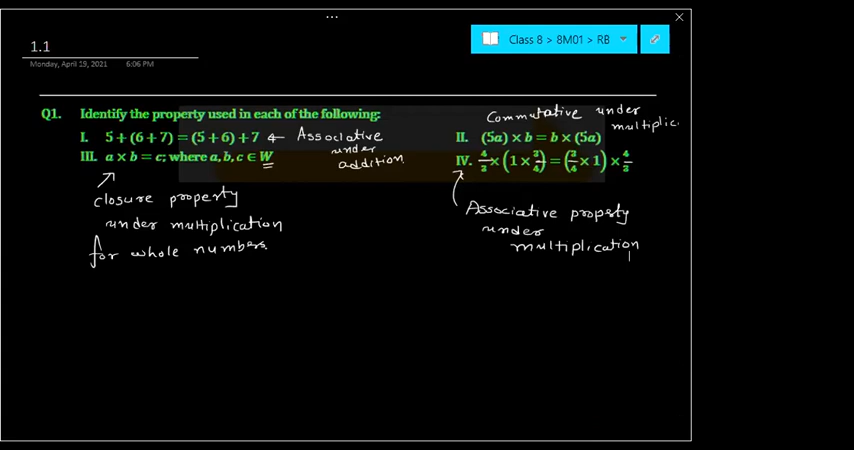 1.1
Monday, April 19, 2021 6:06 PM
Class 8 > 8M01 > RB
Q1. Identify the property used in each of the following:
I. 5 + (6 + 7) = (5 + 6) + 7 ← Associative under addition
Commutative under multiplic.
II. (5a) × b = b × (5a)
III. a × b = c; where a, b, c ∈ W
IV. 4/3 × (1 × 3/4) = (3/4 × 1) × 4/3
closure property
under multiplication
for whole numbers.
Associative property
under
multiplication